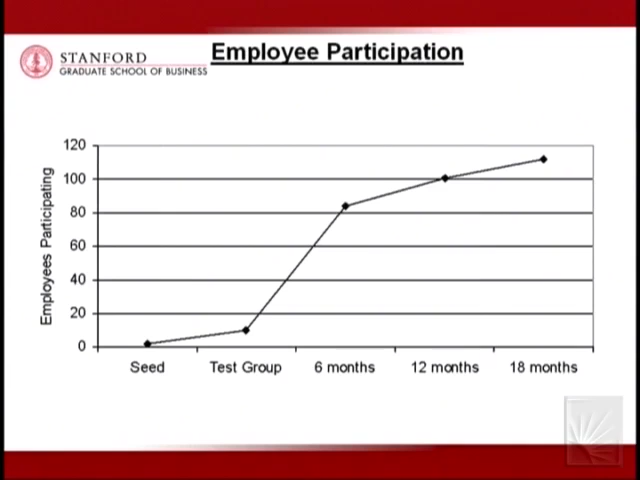 Employee Participation
STANFORD
GRADUATE SCHOOL OF BUSINESS
120
100
80
60
40
20
0
Employees Participating
Seed Test Group 6 months 12 months 18 months